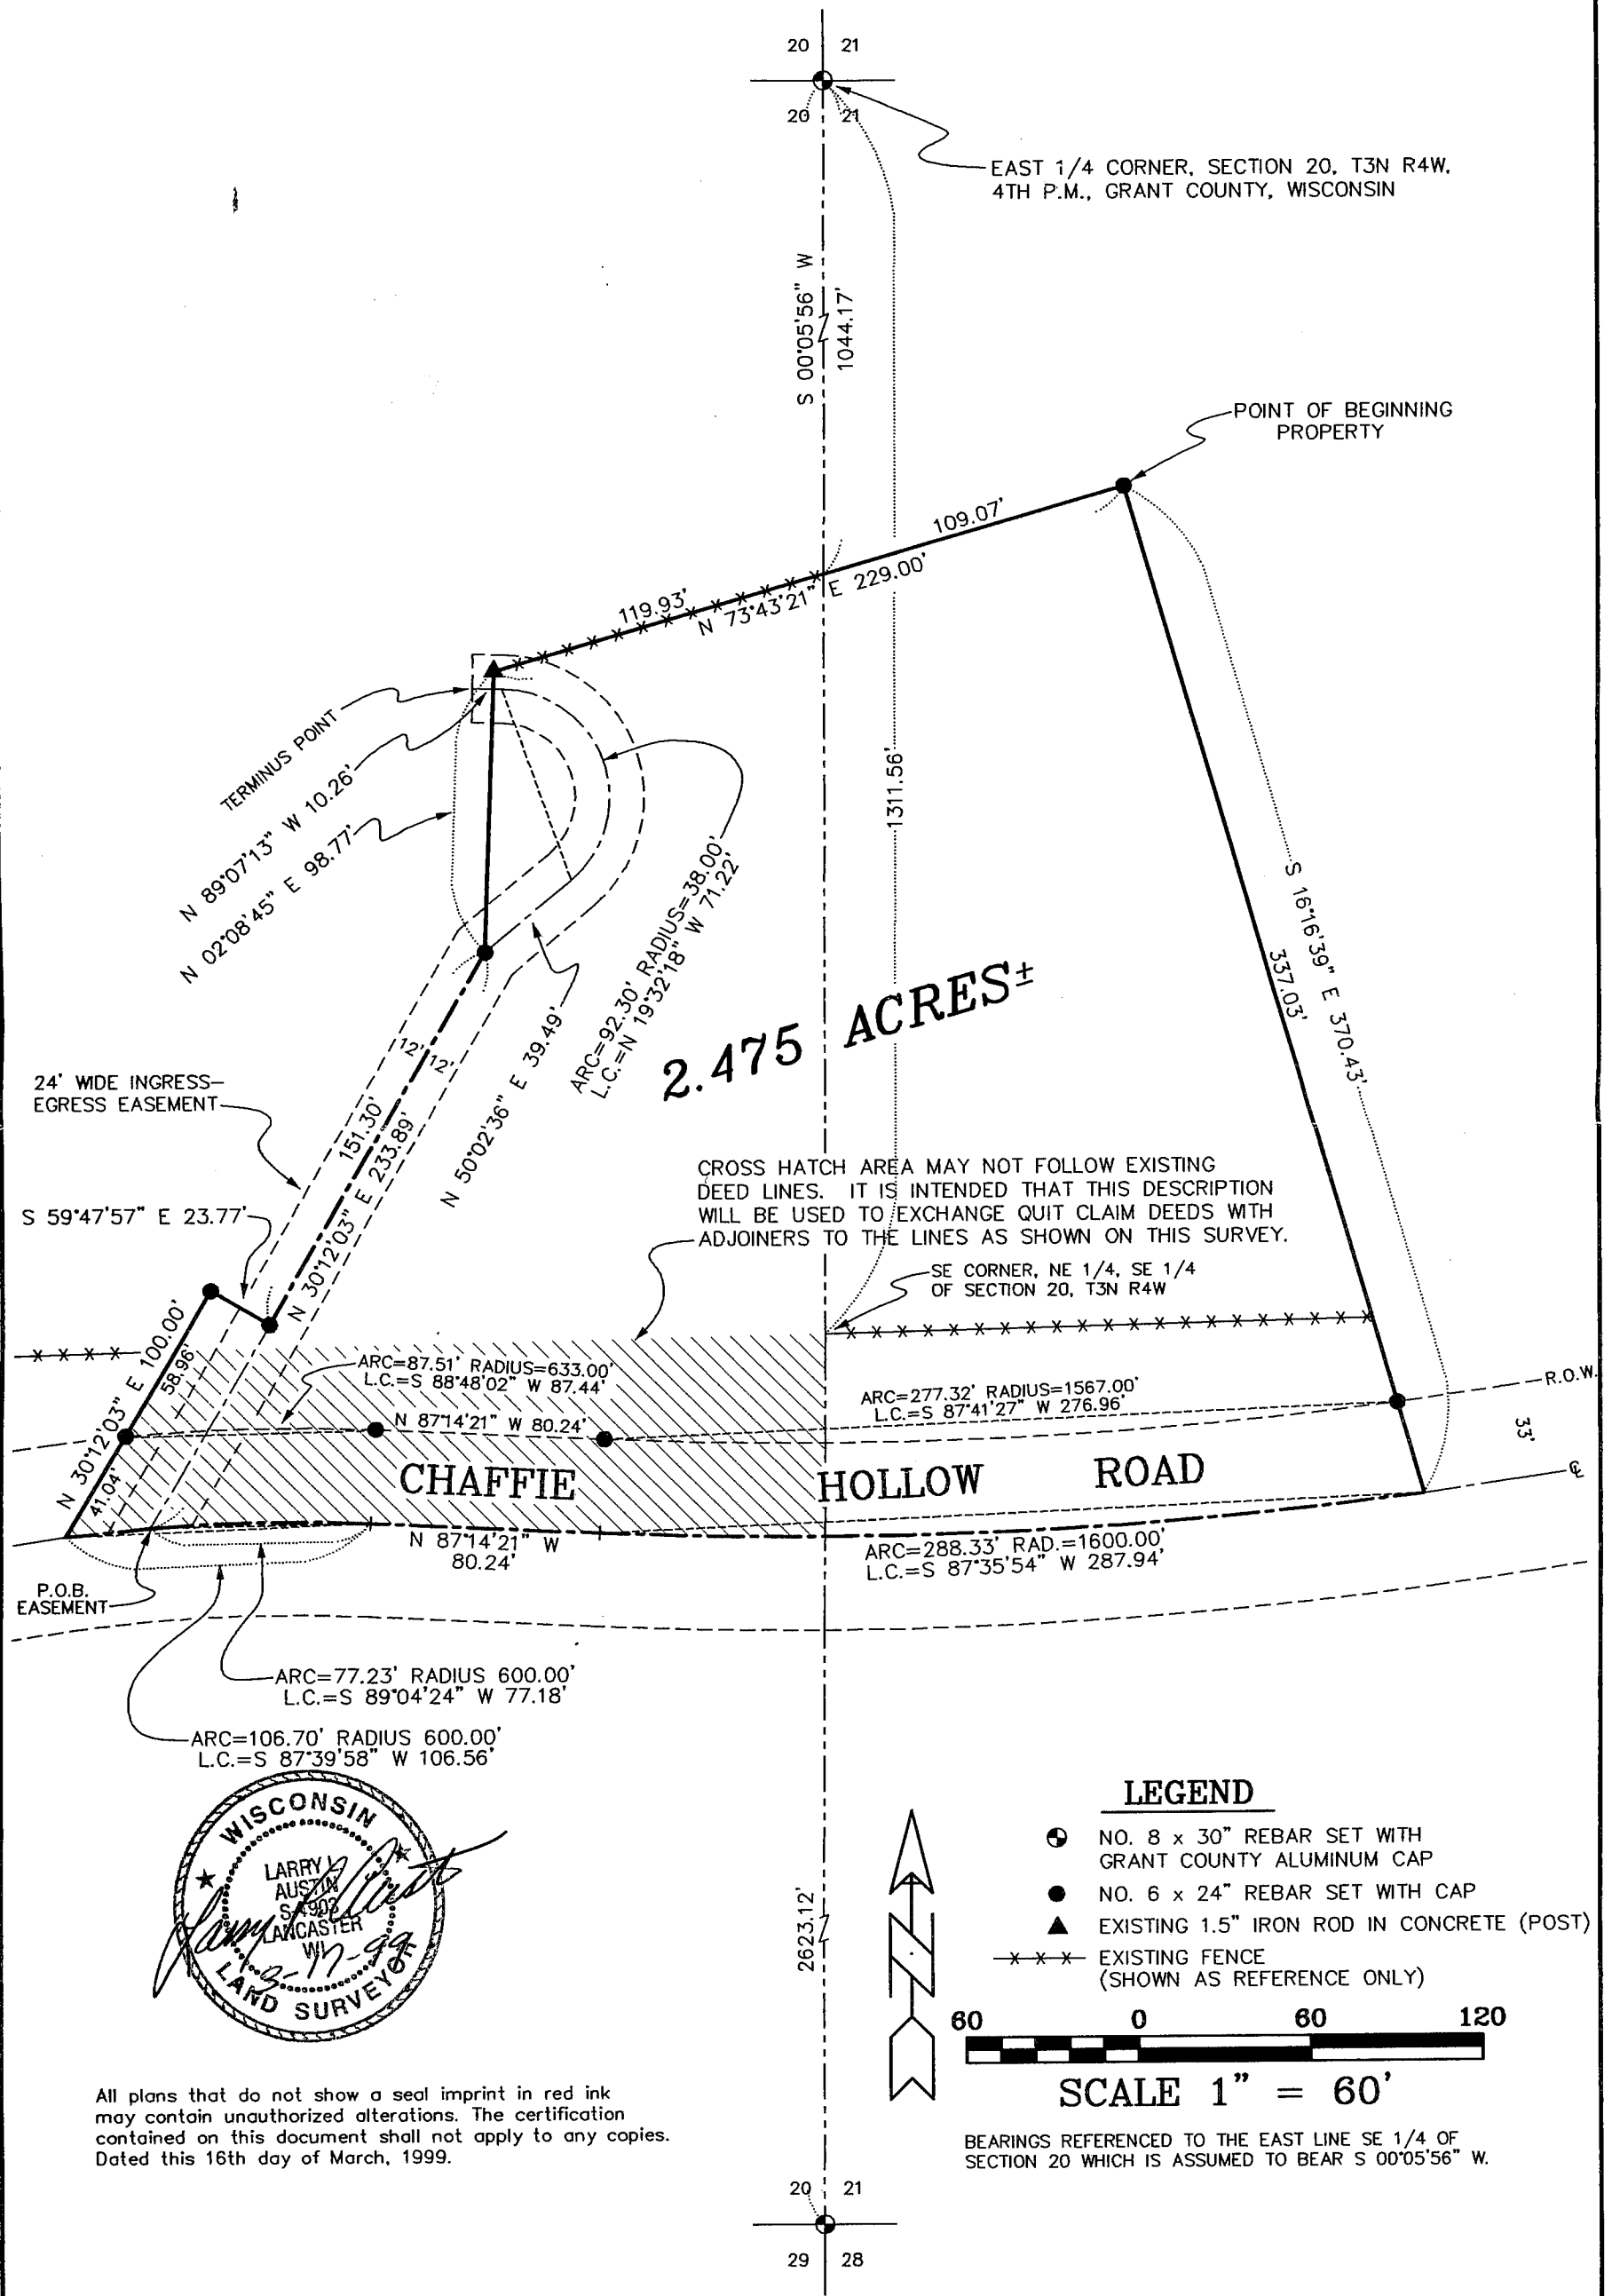 20 21
20 21
EAST 1/4 CORNER, SECTION 20, T3N R4W,
4TH P.M., GRANT COUNTY, WISCONSIN
S 00°05'56" W
1044.17'
POINT OF BEGINNING
PROPERTY
109.07'
119.93'
N 73°43'21" E 229.00'
TERMINUS POINT
N 89°07'13" W 10.26'
N 02°08'45" E 98.77'
1311.56'
ARC=92.30' RADIUS=38.00'
L.C.=N 19°32'18" W 71.22'
S 16°16'39" E 370.43'
337.03'
2.475 ACRES±
12' 12'
N 50°02'36" E 39.49'
24' WIDE INGRESS-
EGRESS EASEMENT
151.30'
N 30°12'03" E 233.89'
S 59°47'57" E 23.77'
CROSS HATCH AREA MAY NOT FOLLOW EXISTING
DEED LINES. IT IS INTENDED THAT THIS DESCRIPTION
WILL BE USED TO EXCHANGE QUIT CLAIM DEEDS WITH
ADJOINERS TO THE LINES AS SHOWN ON THIS SURVEY.
SE CORNER, NE 1/4, SE 1/4
OF SECTION 20, T3N R4W
N 30°12'03" E 100.00'
58.96'
41.04'
ARC=87.51' RADIUS=633.00'
L.C.=S 88°48'02" W 87.44'
N 87°14'21" W 80.24'
ARC=277.32' RADIUS=1567.00'
L.C.=S 87°41'27" W 276.96'
R.O.W.
33'
℄
CHAFFIE HOLLOW ROAD
N 87°14'21" W
80.24'
ARC=288.33' RAD.=1600.00'
L.C.=S 87°35'54" W 287.94'
P.O.B.
EASEMENT
ARC=77.23' RADIUS 600.00'
L.C.=S 89°04'24" W 77.18'
ARC=106.70' RADIUS 600.00'
L.C.=S 87°39'58" W 106.56'
WISCONSIN
LARRY L.
AUSTIN
S-1903
LANCASTER
WI
3-17-99
LAND SURVEYOR
2623.12'
LEGEND
NO. 8 x 30" REBAR SET WITH
GRANT COUNTY ALUMINUM CAP
NO. 6 x 24" REBAR SET WITH CAP
EXISTING 1.5" IRON ROD IN CONCRETE (POST)
EXISTING FENCE
(SHOWN AS REFERENCE ONLY)
N
60 0 60 120
SCALE 1" = 60'
BEARINGS REFERENCED TO THE EAST LINE SE 1/4 OF
SECTION 20 WHICH IS ASSUMED TO BEAR S 00°05'56" W.
All plans that do not show a seal imprint in red ink
may contain unauthorized alterations. The certification
contained on this document shall not apply to any copies.
Dated this 16th day of March, 1999.
20 21
29 28